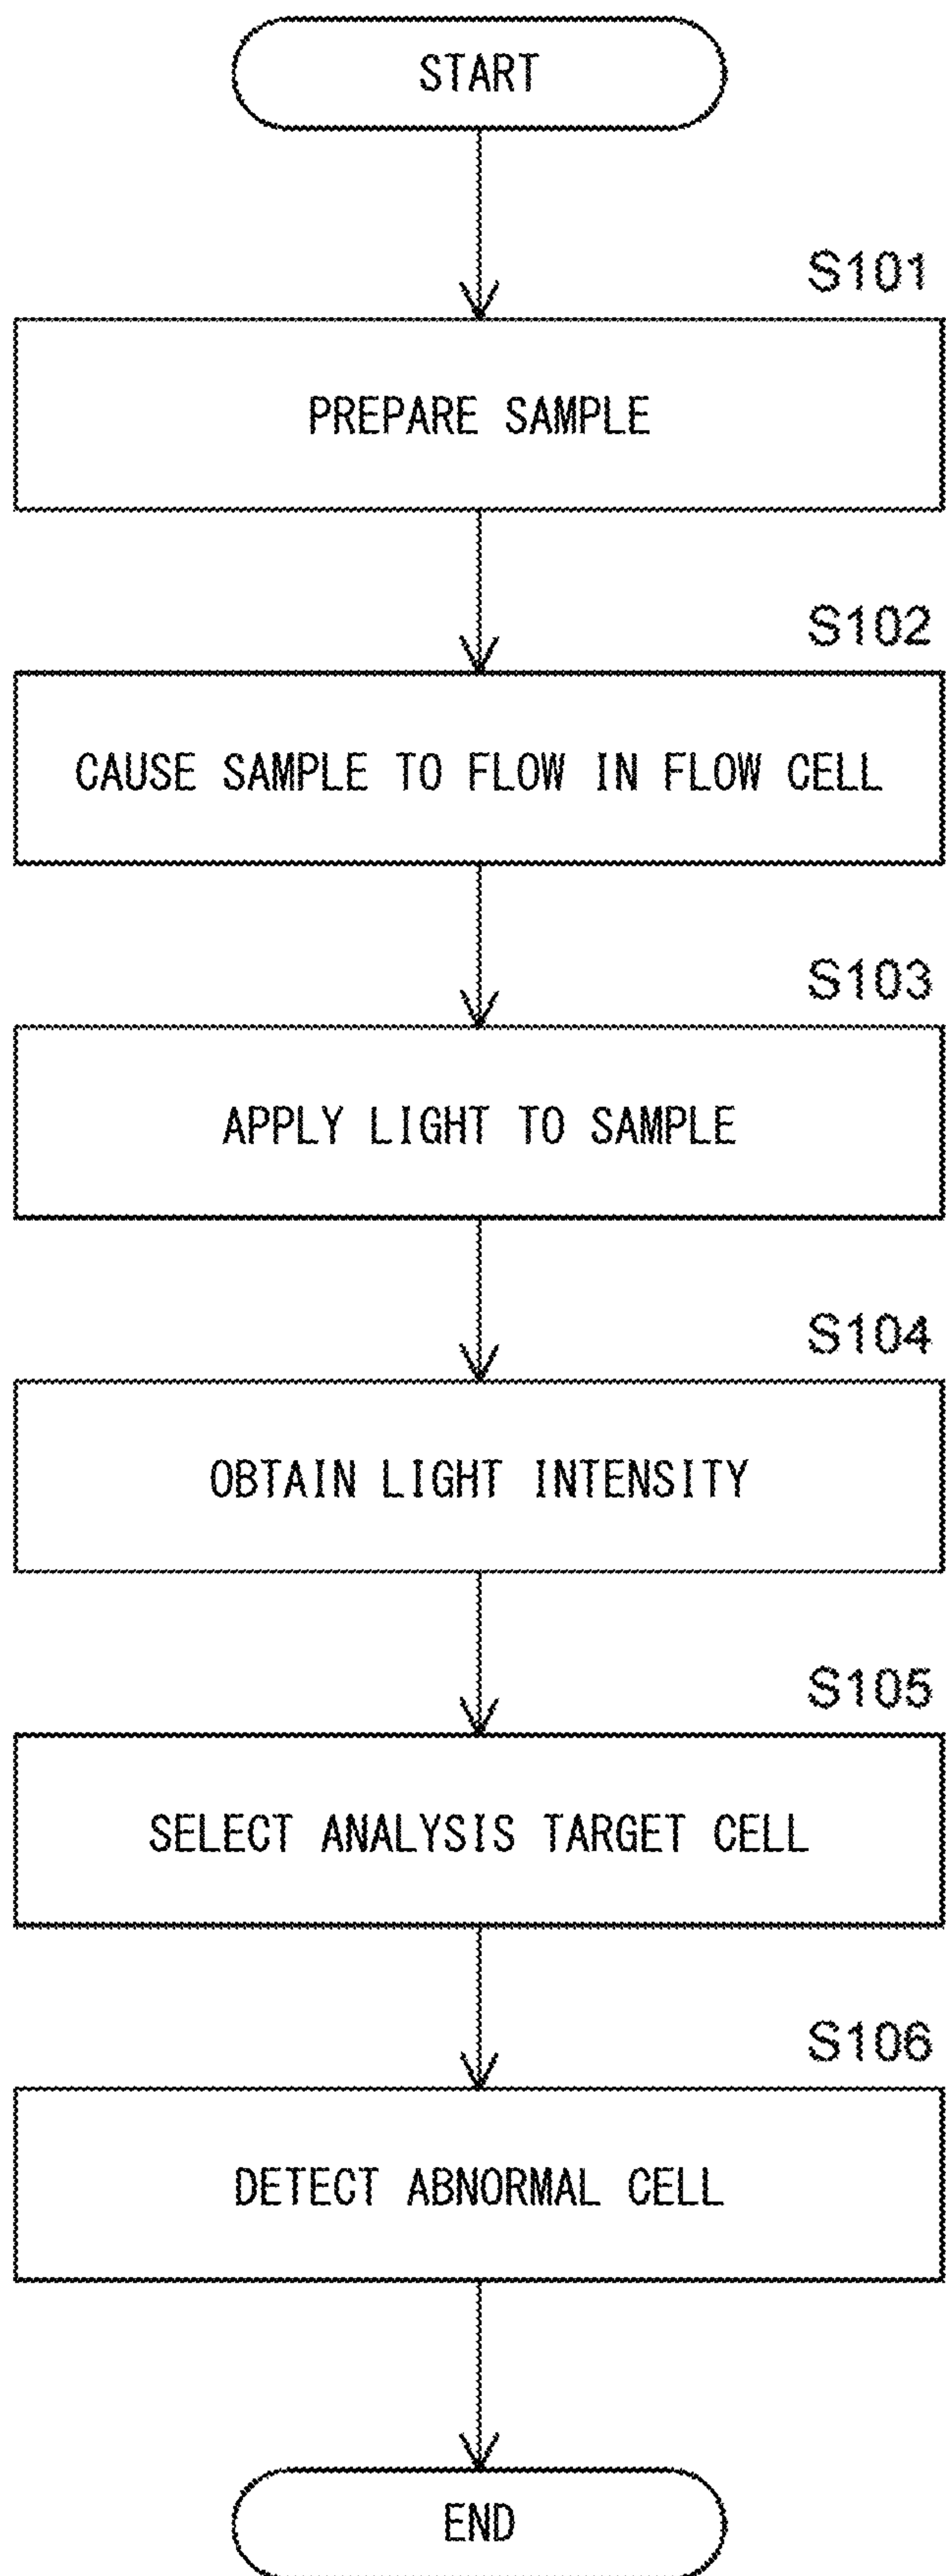 START
S101
PREPARE SAMPLE
S102
CAUSE SAMPLE TO FLOW IN FLOW CELL
S103
APPLY LIGHT TO SAMPLE
S104
OBTAIN LIGHT INTENSITY
S105
SELECT ANALYSIS TARGET CELL
S106
DETECT ABNORMAL CELL
END